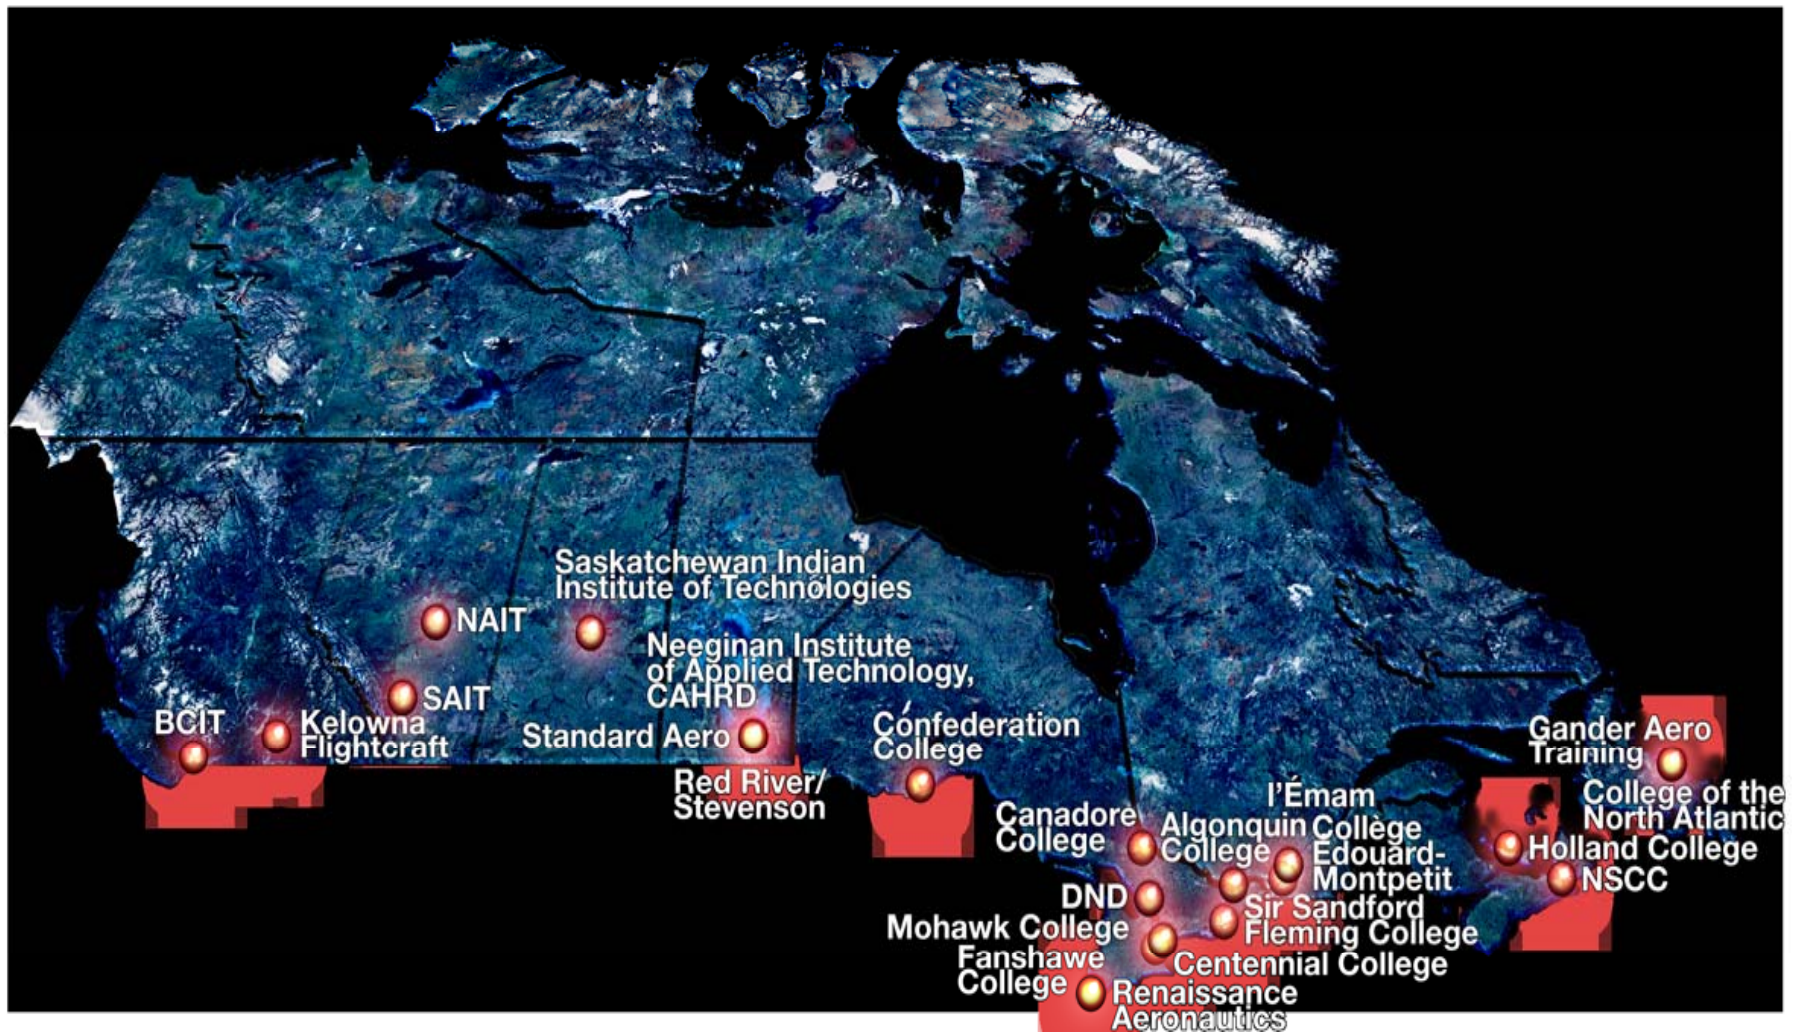 Saskatchewan Indian
Institute of Technologies
NAIT
Neeginan Institute
of Applied Technology,
CAHRD
SAIT
BCIT
Kelowna
Flightcraft
Standard Aero
Confederation
College
Red River/
Stevenson
Gander Aero
Training
College of the
North Atlantic
l'Émam
Canadore
College
Algonquin
College
Collège
Édouard-
Montpetit
Holland College
NSCC
DND
Sir Sandford
Fleming College
Mohawk College
Fanshawe
College
Centennial College
Renaissance
Aeronautics